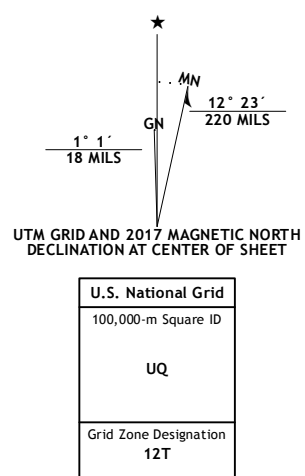 MN
GN
12° 23´
220 MILS
1° 1´
18 MILS
UTM GRID AND 2017 MAGNETIC NORTH
DECLINATION AT CENTER OF SHEET
U.S. National Grid
100,000-m Square ID
UQ
Grid Zone Designation
12T